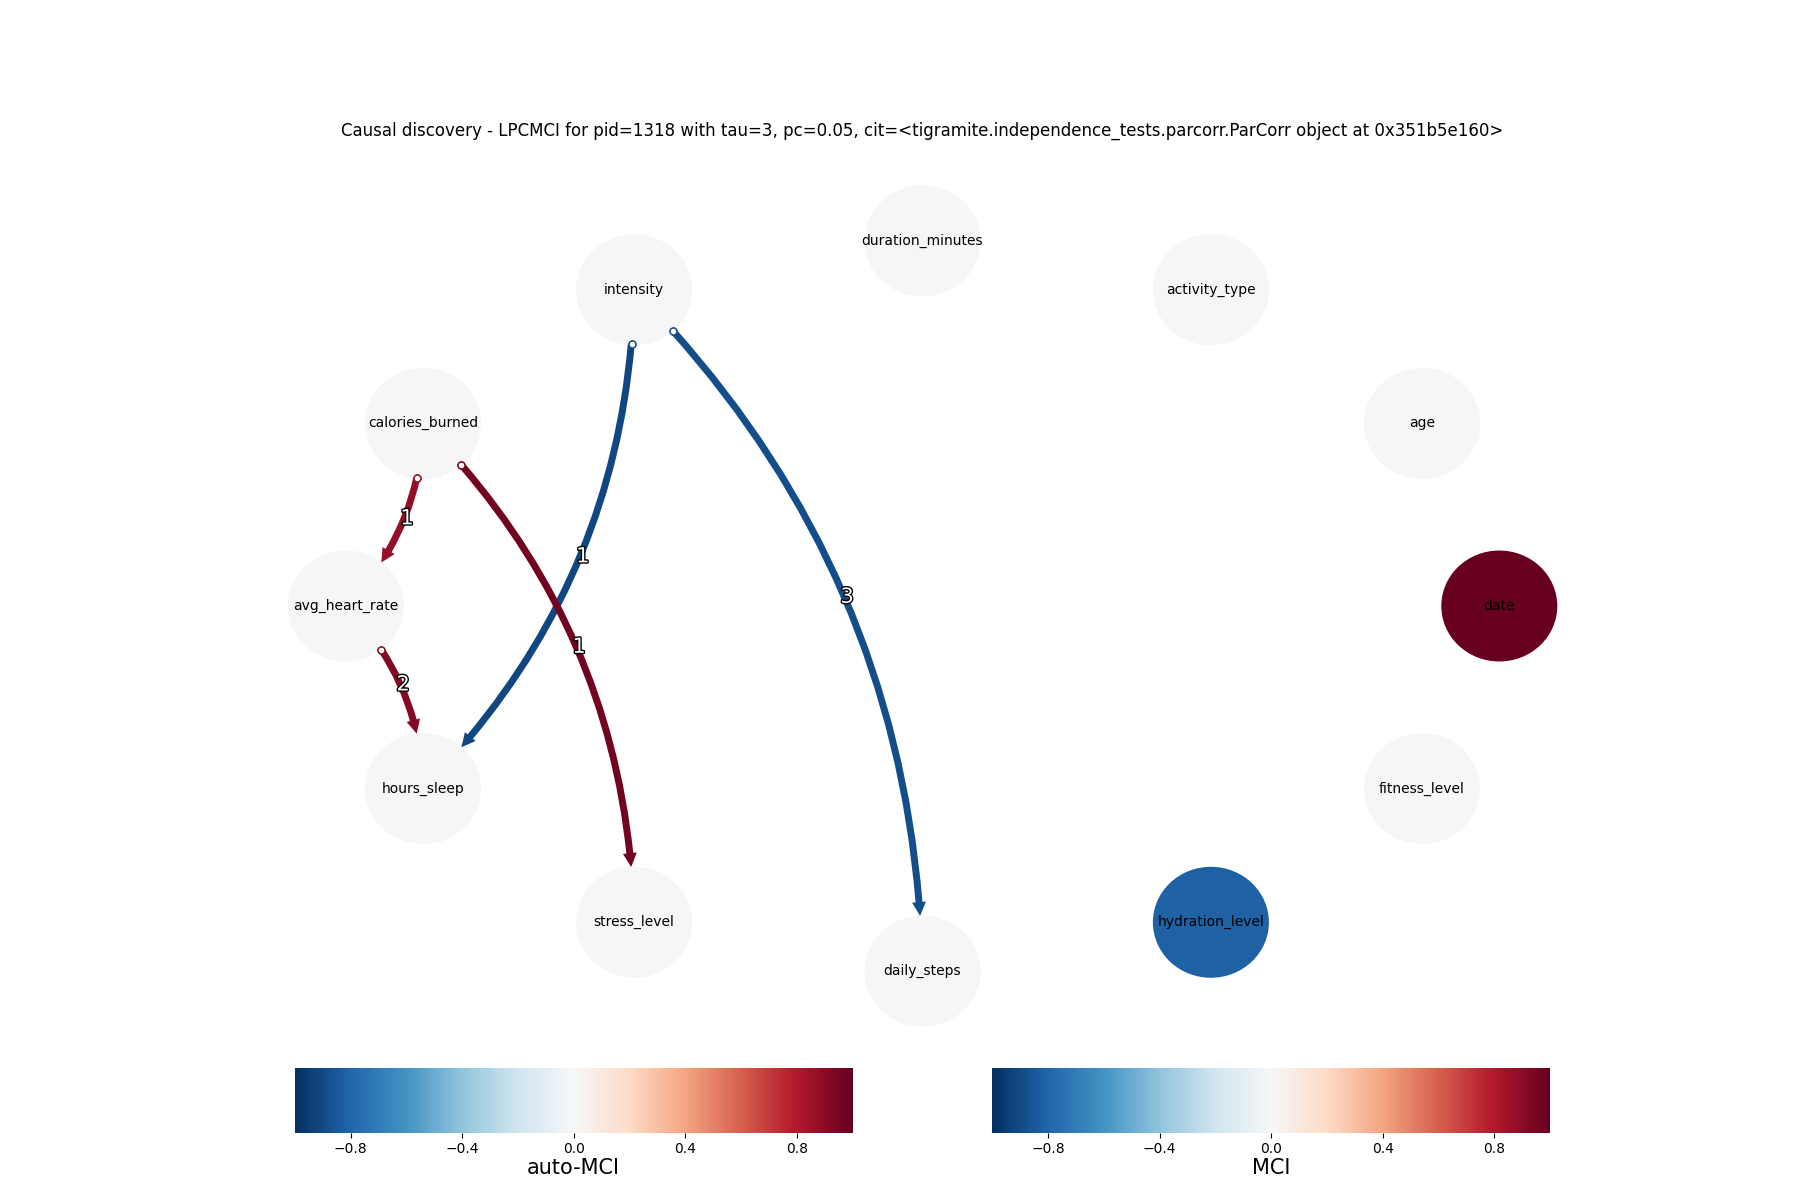 Causal discovery - LPCMCI for pid=1318 with tau=3, pc=0.05, cit=<tigramite.independence_tests.parcorr.ParCorr object at 0x351b5e160>
duration_minutes
intensity
activity_type
calories_burned
age
1
1
3
avg_heart_rate
date
1
2
hours_sleep
fitness_level
stress_level
hydration_level
daily_steps
−0.8 −0.4 0.0 0.4 0.8
auto-MCI
−0.8 −0.4 0.0 0.4 0.8
MCI